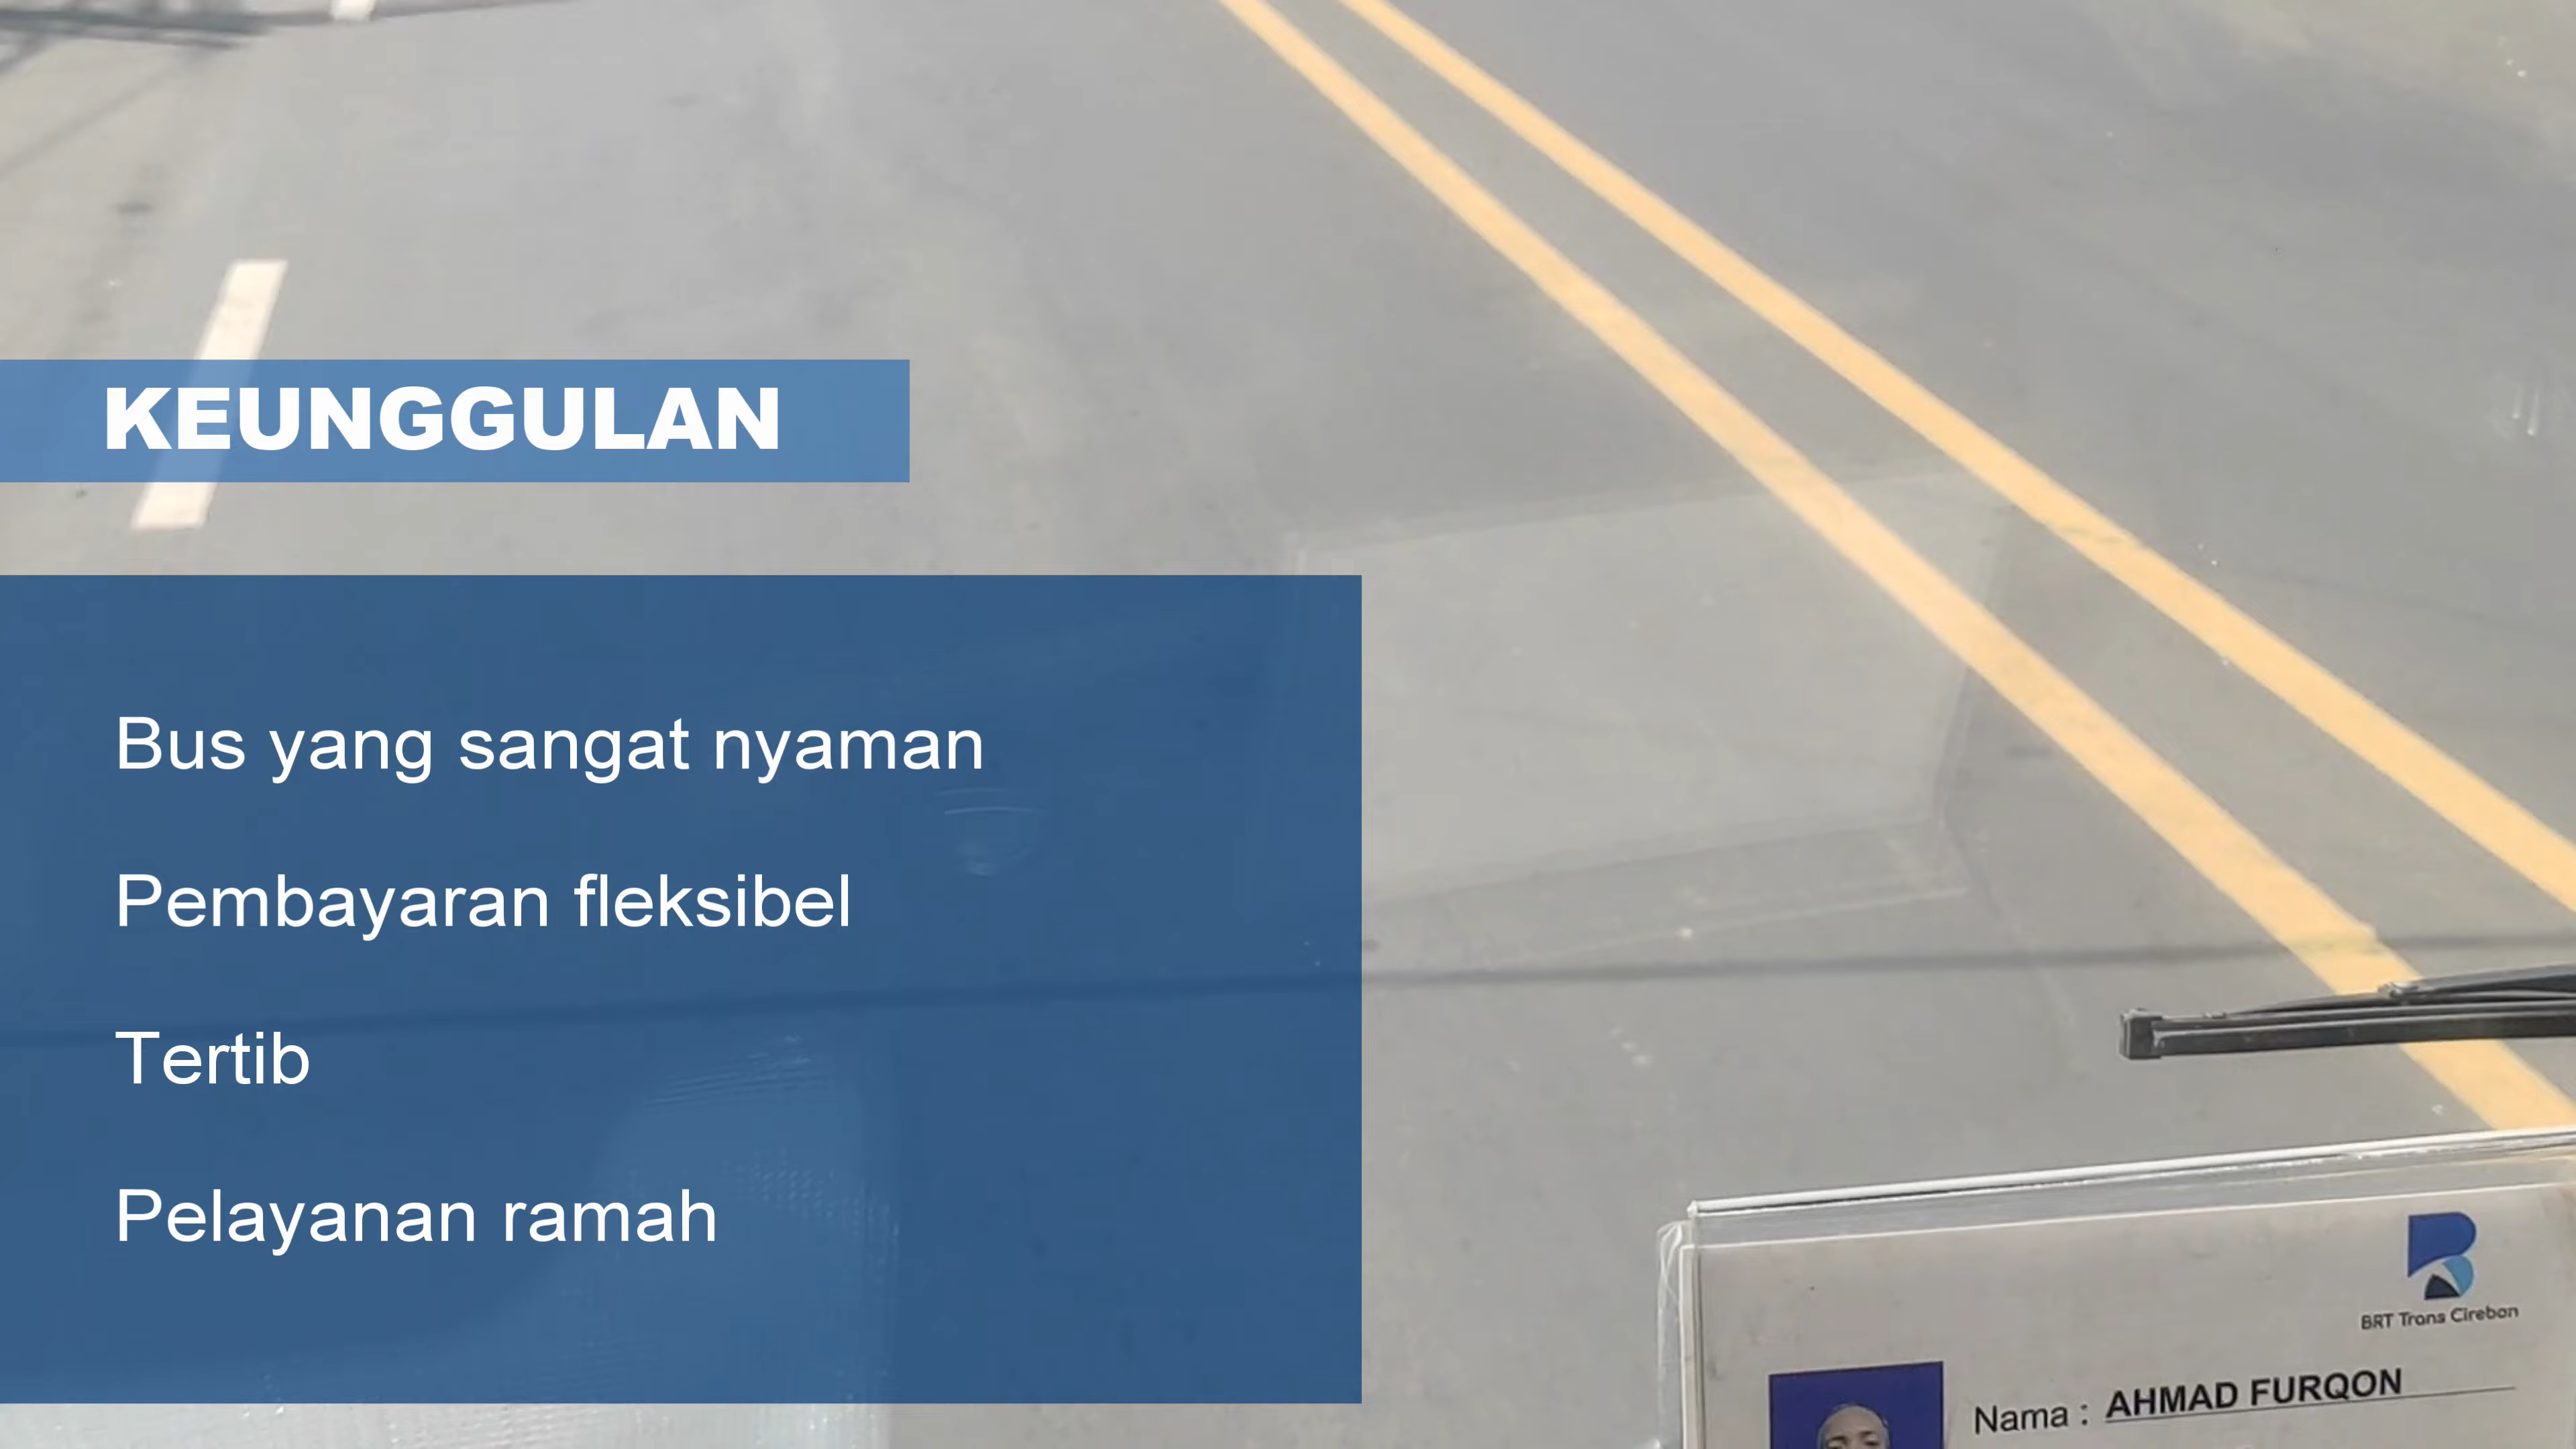 KEUNGGULAN
Bus yang sangat nyaman
Pembayaran fleksibel
Tertib
Pelayanan ramah
BRT Trans Cirebon
Nama : AHMAD FURQON